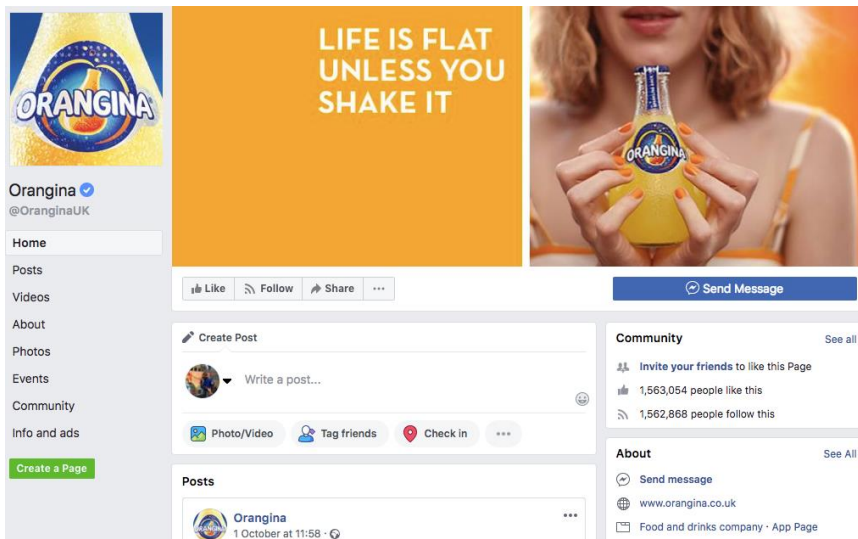 ORANGINA
Orangina
@OranginaUK
Home
Posts
Videos
About
Photos
Events
Community
Info and ads
Create a Page
LIFE IS FLAT
UNLESS YOU
SHAKE IT
ORANGINA
Like
Follow
Share
Send Message
Create Post
Write a post...
Photo/Video
Tag friends
Check in
Posts
Orangina
1 October at 11:58 ·
Community
See all
Invite your friends to like this Page
1,563,054 people like this
1,562,868 people follow this
About
See All
Send message
www.orangina.co.uk
Food and drinks company · App Page